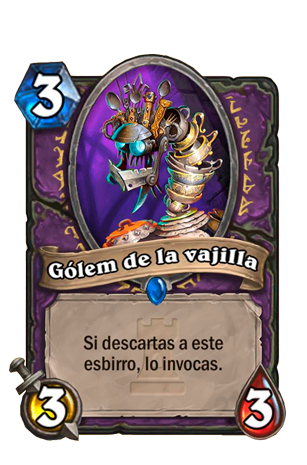 3
Gólem de la vajilla
Si descartas a este
esbirro, lo invocas.
3
3